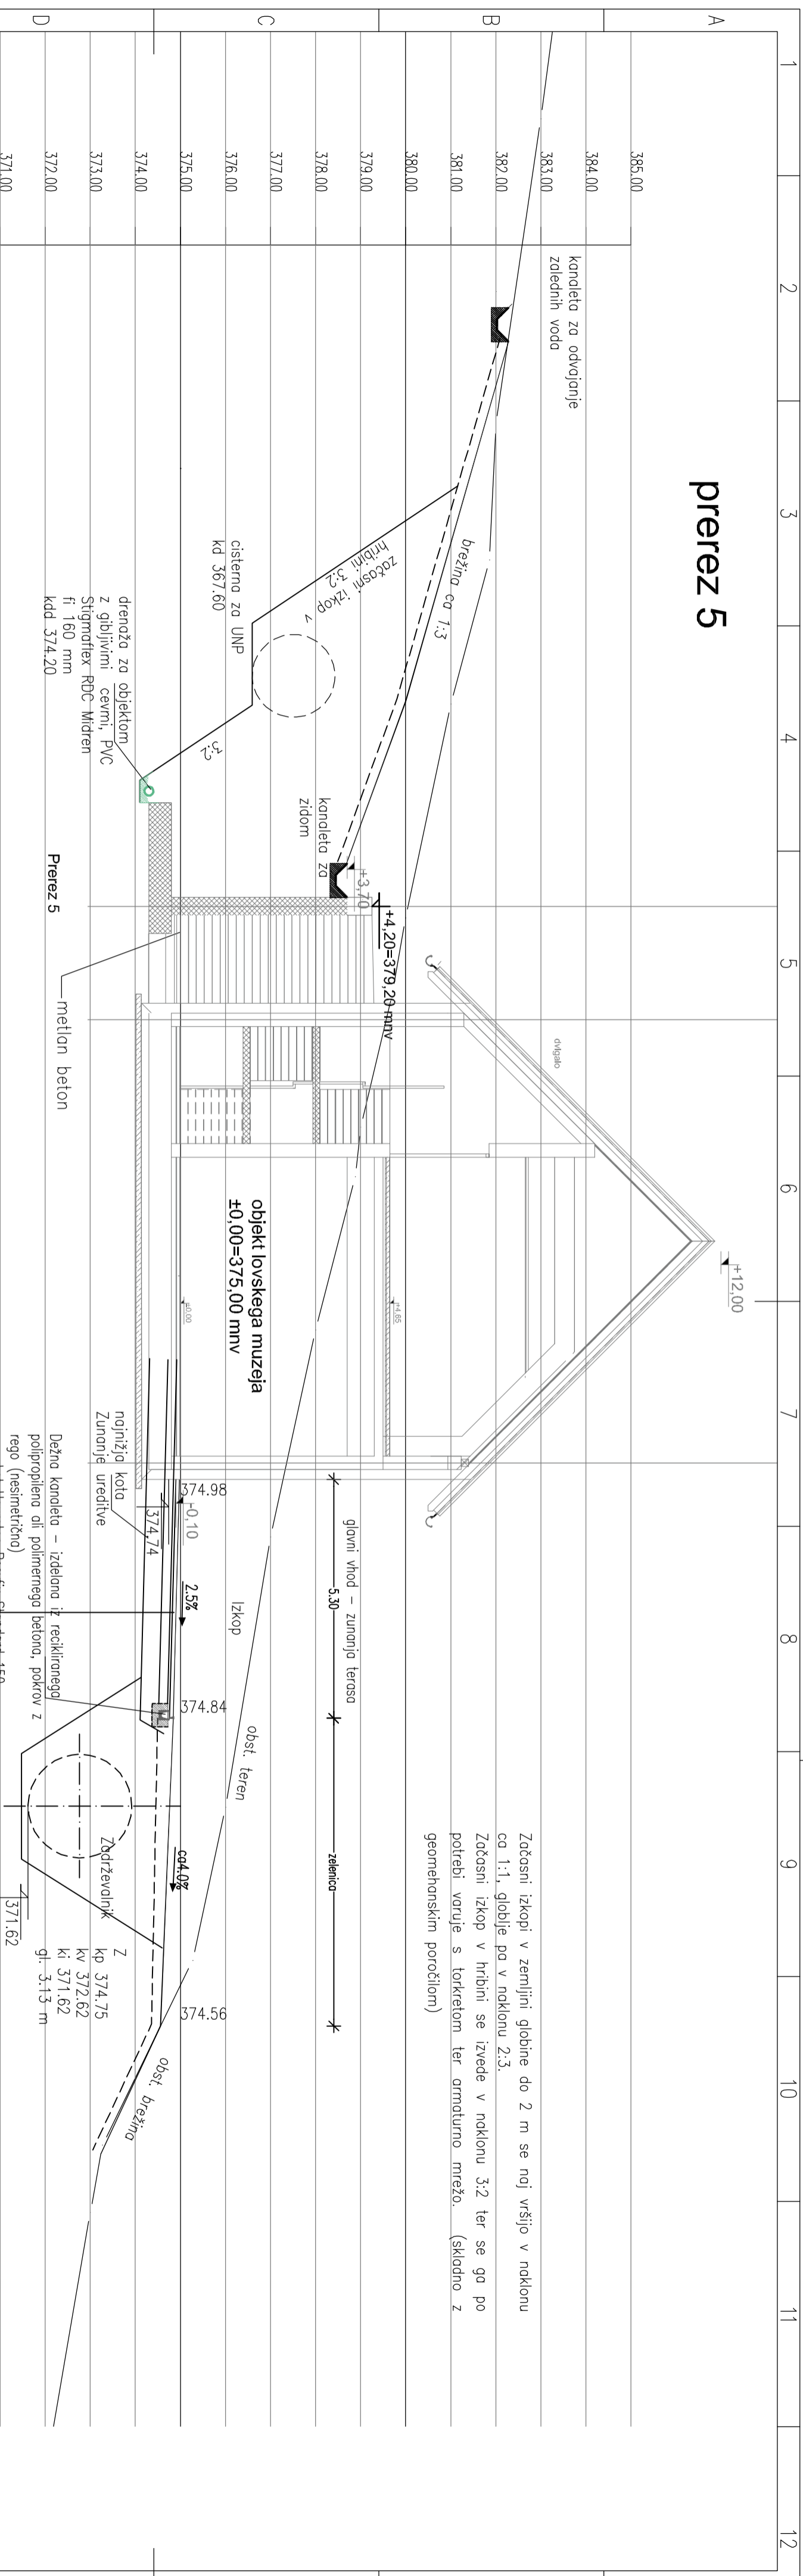 A
B
C
D
1
2
3
4
5
6
7
8
9
10
11
12
prerez 5
385.00
384.00
383.00
382.00
381.00
380.00
379.00
378.00
377.00
376.00
375.00
374.00
373.00
372.00
371.00
kanaleta za odvajanje
zalednih voda
brežina ca 1:3
začasni izkop v
hribini 3:2
cisterna za UNP
kd 367.60
3:2
drenaža za objektom
z gibljivimi cevmi, PVC
Stigmaflex RDC Midren
fi 160 mm
kdd 374.20
kanaleta za
zidom
+3,70
+4,20=379,20 mnv
Prerez 5
metlan beton
dvigalo
+12,00
objekt lovskega muzeja
±0,00=375,00 mnv
±0.00
+4,65
najnižja kota
Zunanje ureditve
374.98
-0,10
374,74
2.5%
Izkop
glavni vhod – zunanja terasa
5.30
zelenica
374.84
obst. teren
Dežna kanaleta – izdelana iz recikliranega
polipropilena ali polimernega betona, pokrov z
rego (nesimetrična)
Začasni izkopi v zemljini globine do 2 m se naj vršijo v naklonu
ca 1:1, globlje pa v naklonu 2:3.
Začasni izkop v hribini se izvede v naklonu 3:2 ter se ga po
potrebi varuje s torkretom ter armaturno mrežo. (skladno z
geomehanskim poročilom)
ca4.0%
374.56
obst. brežina
Zadrževalnik
371.62
Z
kp 374.75
kv 372.62
ki 371.62
gl. 3.13 m